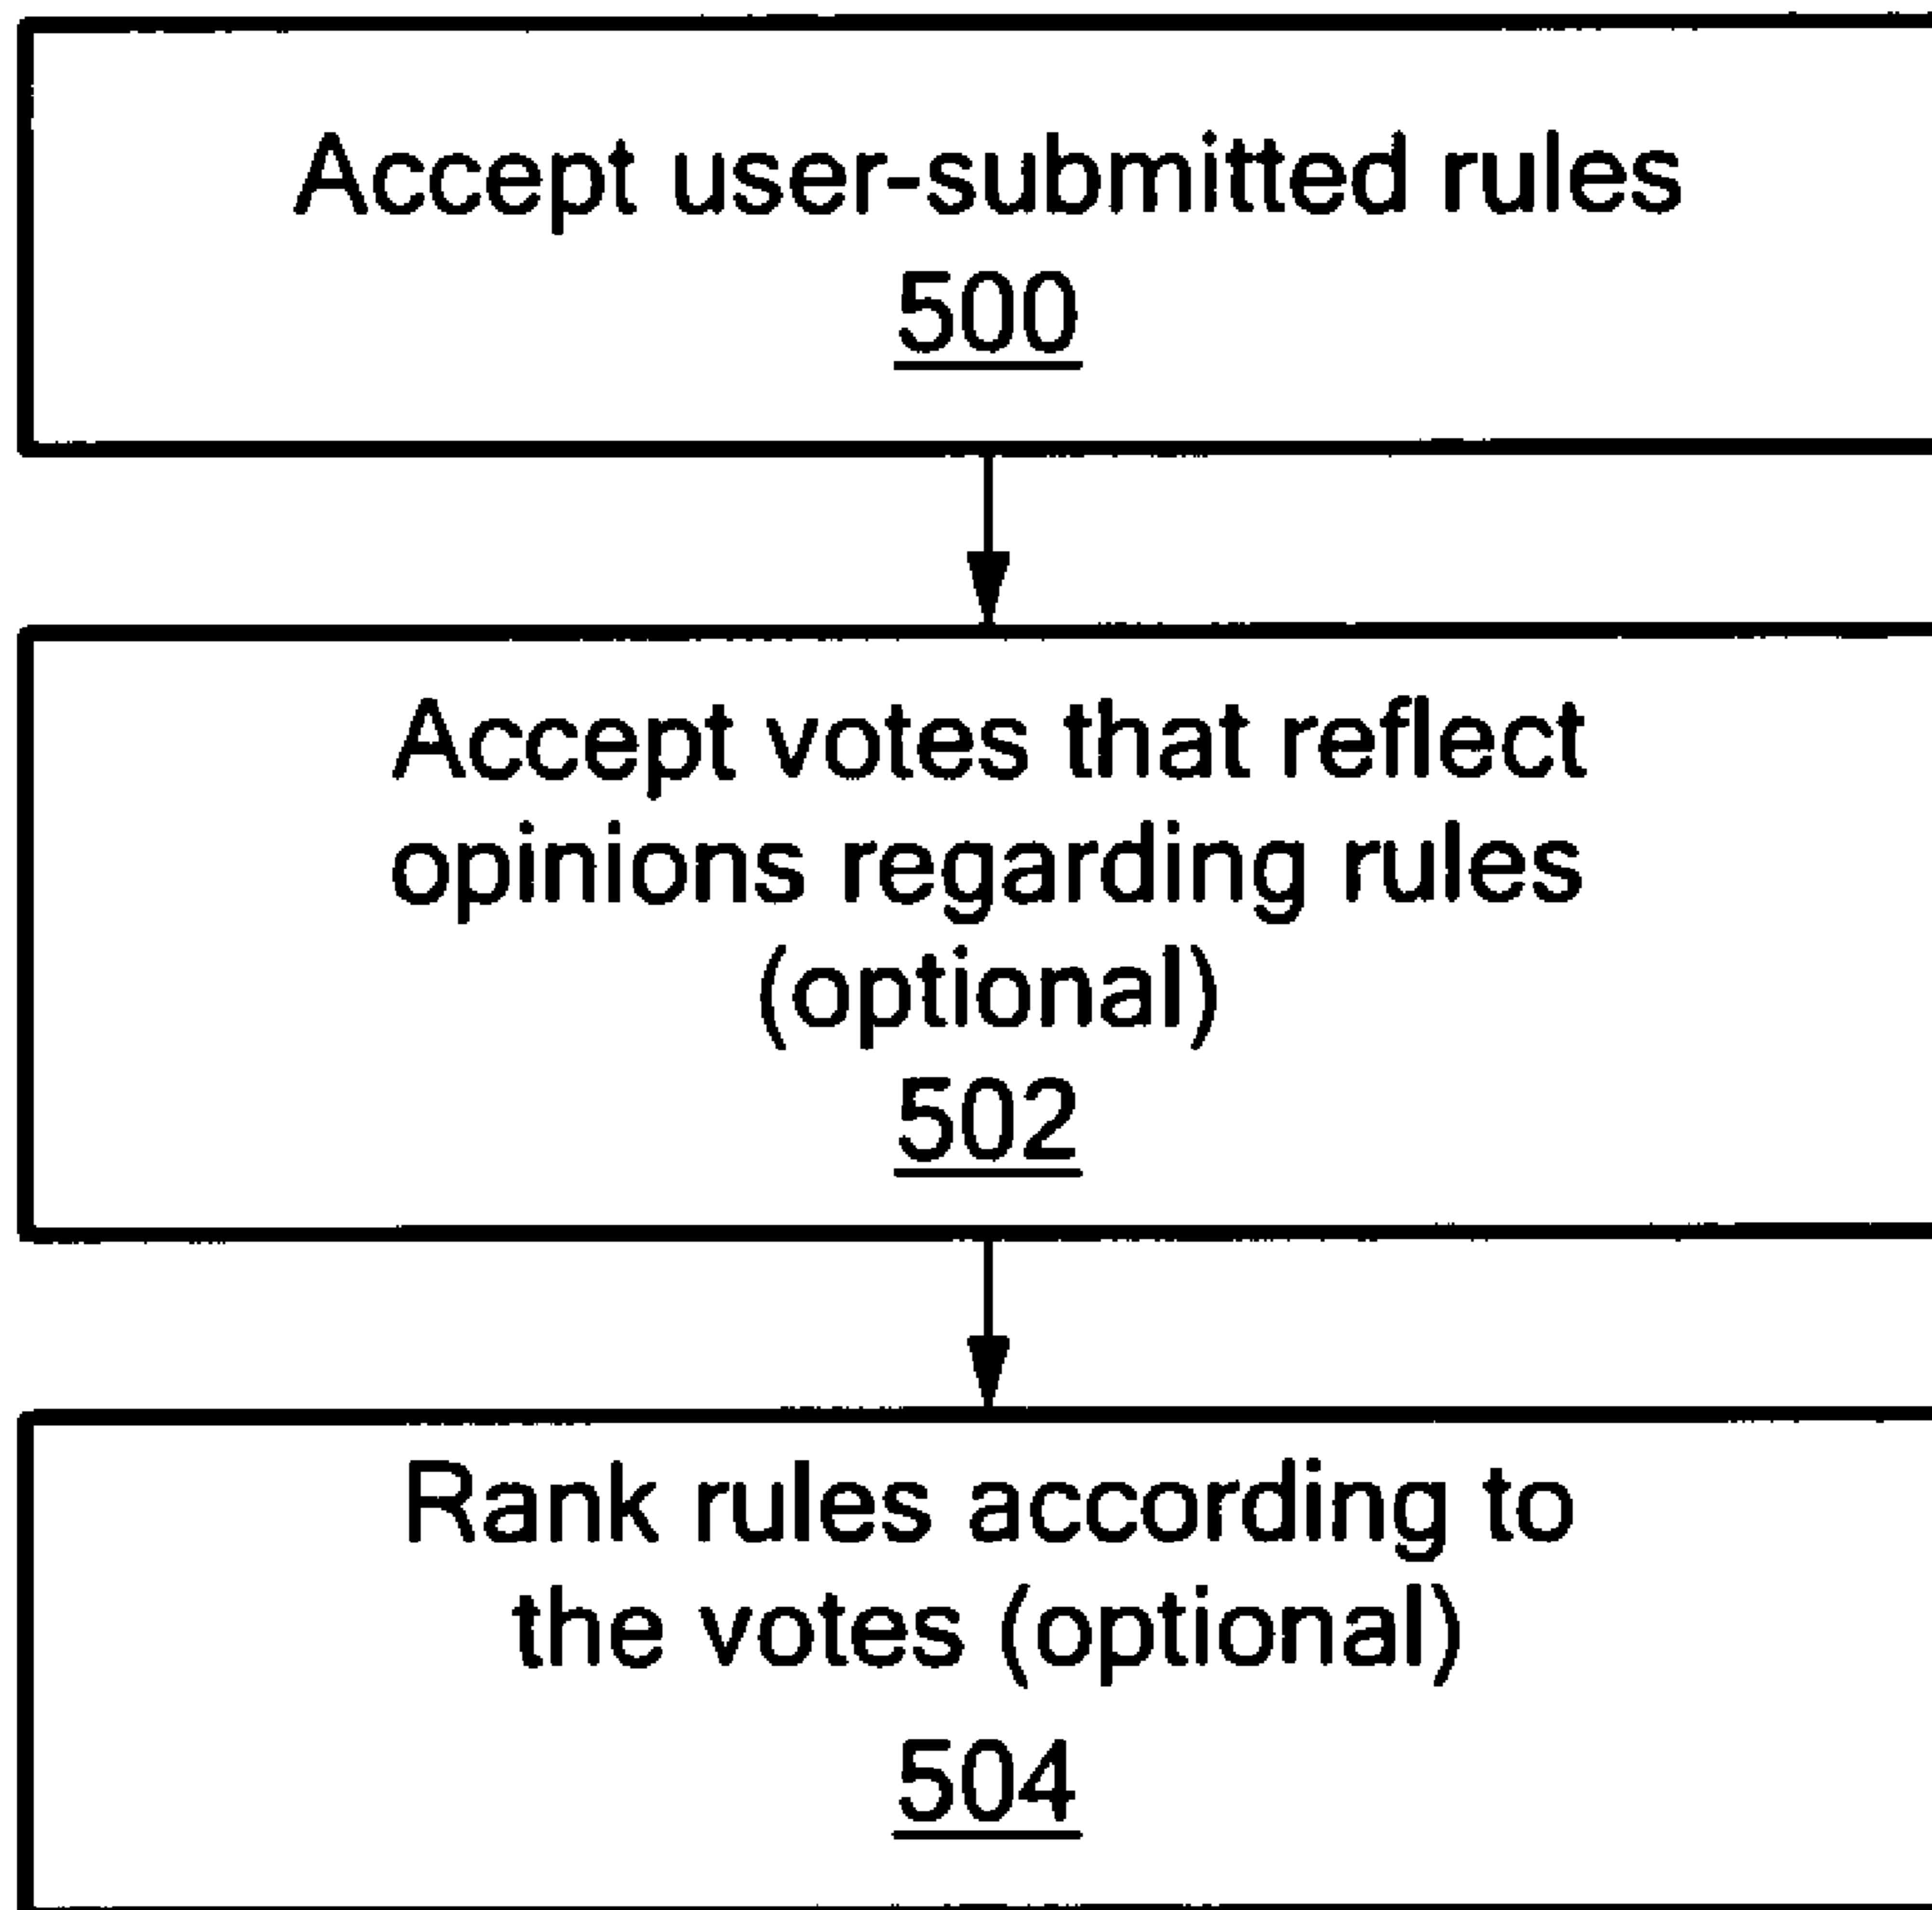 Accept user-submitted rules
500
Accept votes that reflect
opinions regarding rules
(optional)
502
Rank rules according to
the votes (optional)
504